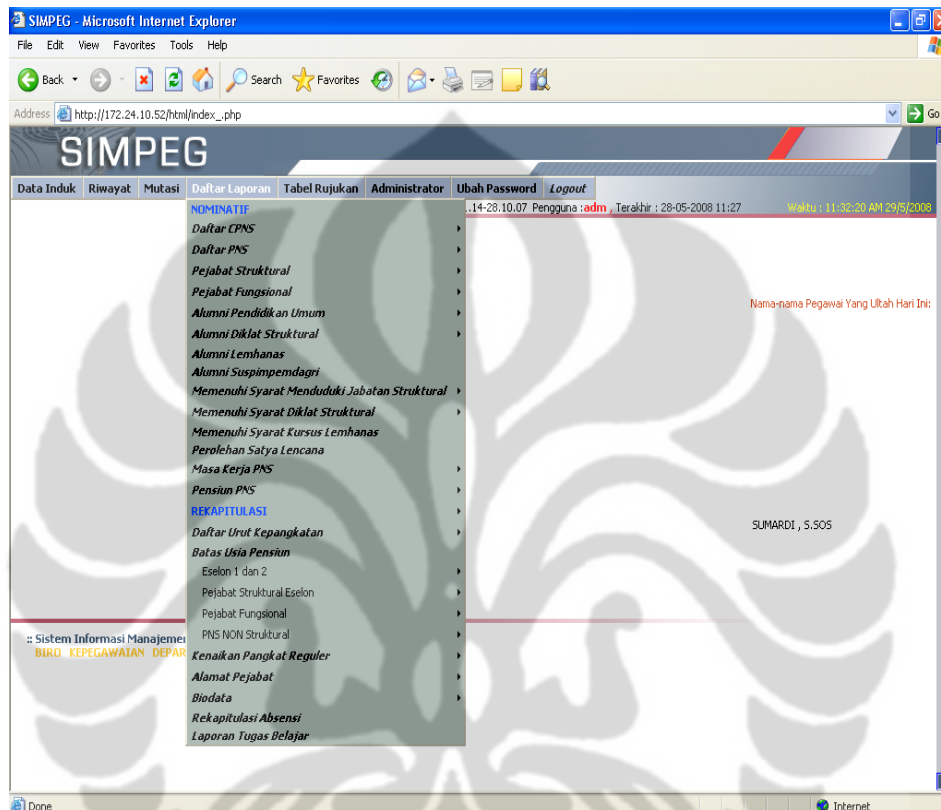 SIMPEG - Microsoft Internet Explorer
File Edit View Favorites Tools Help
Back Search Favorites
Address http://172.24.10.52/html/index_.php Go
SIMPEG
Data Induk Riwayat Mutasi Daftar Laporan Tabel Rujukan Administrator Ubah Password Logout
.14-28.10.07 Pengguna :adm , Terakhir : 28-05-2008 11:27 Waktu : 11:32:20 AM 29/5/2008
NOMINATIF
Daftar CPNS
Daftar PNS
Pejabat Struktural
Pejabat Fungsional
Nama-nama Pegawai Yang Ultah Hari Ini:
Alumni Pendidikan Umum
Alumni Diklat Struktural
Alumni Lemhanas
Alumni Suspimpemdagri
Memenuhi Syarat Menduduki Jabatan Struktural
Memenuhi Syarat Diklat Struktural
Memenuhi Syarat Kursus Lemhanas
Perolehan Satya Lencana
Masa Kerja PNS
Pensiun PNS
REKAPITULASI
SUMARDI , S.SOS
Daftar Urut Kepangkatan
Batas Usia Pensiun
Eselon 1 dan 2
Pejabat Struktural Eselon
Pejabat Fungsional
PNS NON Struktural
:: Sistem Informasi Manajemen
BIRO KEPEGAWAIAN DEPAR
Kenaikan Pangkat Reguler
Alamat Pejabat
Biodata
Rekapitulasi Absensi
Laporan Tugas Belajar
Done Internet